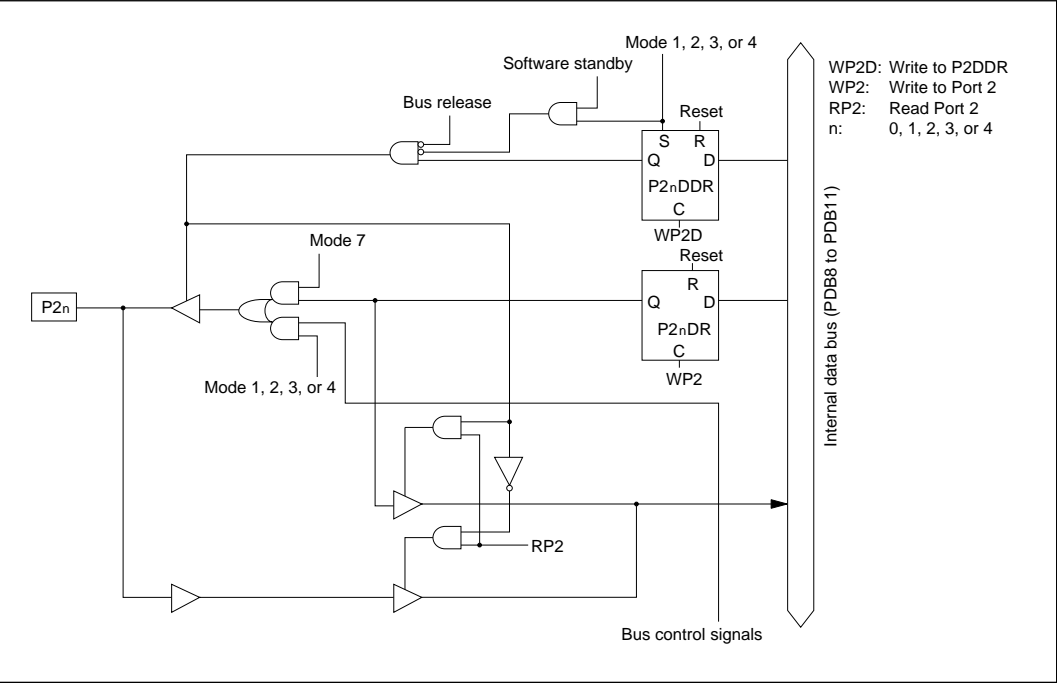 Mode 1, 2, 3, or 4
Software standby
Bus release
Reset
WP2D: Write to P2DDR
WP2: Write to Port 2
RP2: Read Port 2
n: 0, 1, 2, 3, or 4
S R
Q D
P2nDDR
C
WP2D
Mode 7
Reset
R
Q D
P2nDR
C
WP2
P2n
Mode 1, 2, 3, or 4
Internal data bus (PDB8 to PDB11)
RP2
Bus control signals